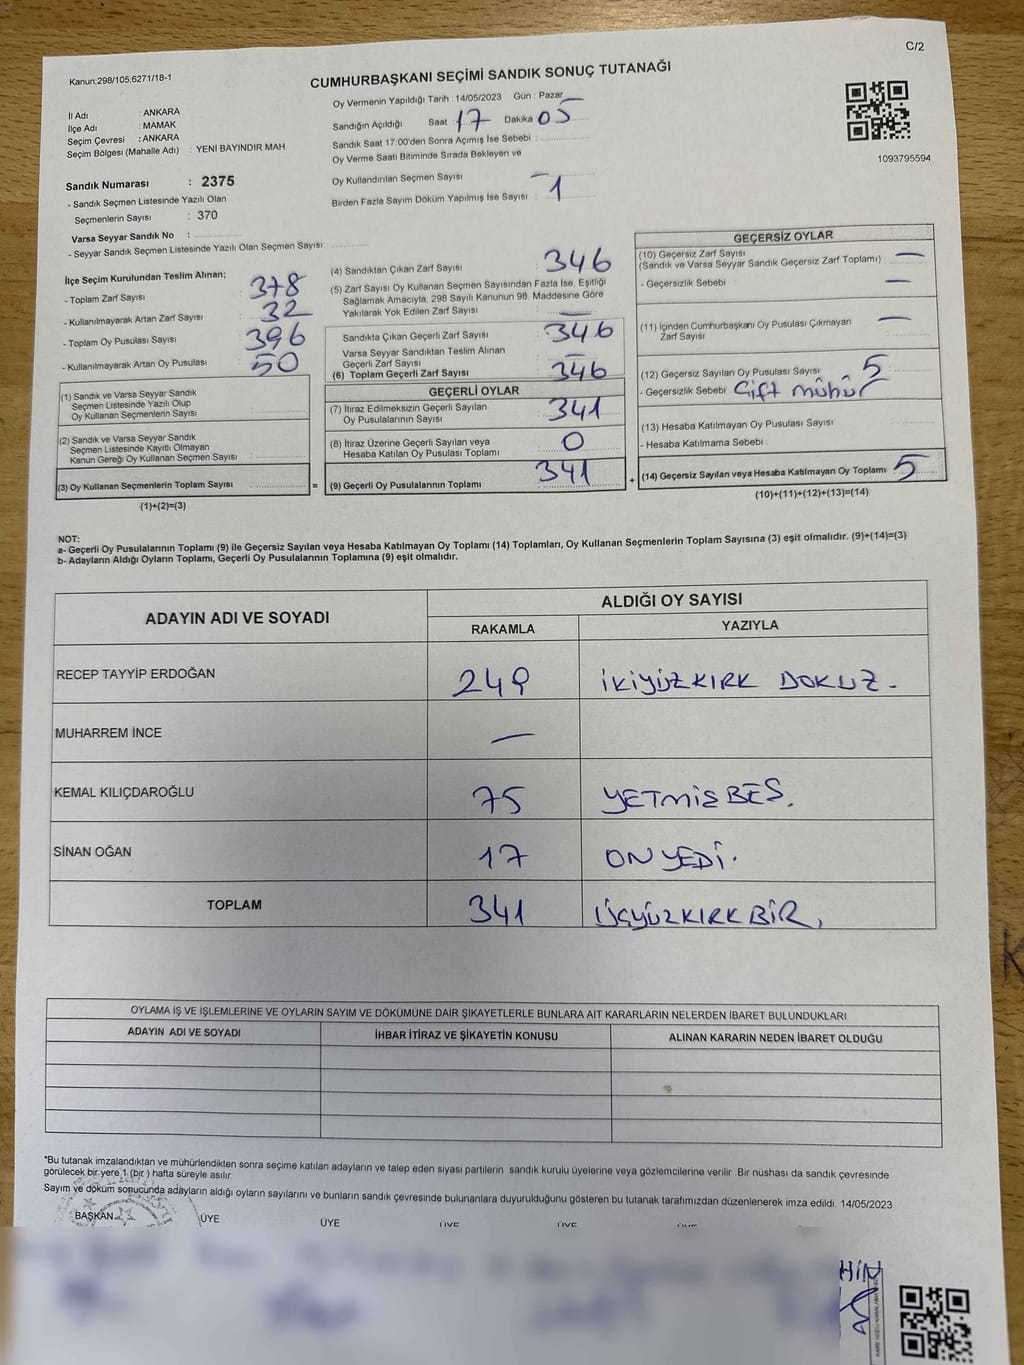 C/2
Kanun:298/105;6271/18-1
CUMHURBAŞKANI SEÇİMİ SANDIK SONUÇ TUTANAĞI
İl Adı : ANKARA
İlçe Adı : MAMAK
Seçim Çevresi : ANKARA
Seçim Bölgesi (Mahalle Adı) : YENİ BAYINDIR MAH
Sandık Numarası : 2375
- Sandık Seçmen Listesinde Yazılı Olan
Seçmenlerin Sayısı : 370
Varsa Seyyar Sandık No :
- Seyyar Sandık Seçmen Listesinde Yazılı Olan Seçmen Sayısı:
Oy Vermenin Yapıldığı Tarih : 14/05/2023 Gün : Pazar
Sandığın Açıldığı Saat 17 Dakika 05
Sandık Saat 17:00'den Sonra Açımış İse Sebebi :
Oy Verme Saati Bitiminde Sırada Bekleyen ve
Oy Kullandırılan Seçmen Sayısı : —
Birden Fazla Sayım Döküm Yapılmış İse Sayısı : 1
1093795594
İlçe Seçim Kurulundan Teslim Alınan;
- Toplam Zarf Sayısı : 378
- Kullanılmayarak Artan Zarf Sayısı : 32
- Toplam Oy Pusulası Sayısı : 396
- Kullanılmayarak Artan Oy Pusulası : 50
(1) Sandık ve Varsa Seyyar Sandık
Seçmen Listesinde Yazılı Olup
Oy Kullanan Seçmenlerin Sayısı :
(2) Sandık ve Varsa Seyyar Sandık
Seçmen Listesinde Kayıtlı Olmayan
Kanun Gereği Oy Kullanan Seçmen Sayısı :
(3) Oy Kullanan Seçmenlerin Toplam Sayısı :
(1)+(2)=(3)
(4) Sandıktan Çıkan Zarf Sayısı : 346
(5) Zarf Sayısı Oy Kullanan Seçmen Sayısından Fazla İse, Eşitliği
Sağlamak Amacıyla, 298 Sayılı Kanunun 98. Maddesine Göre
Yakılarak Yok Edilen Zarf Sayısı : —
Sandıkta Çıkan Geçerli Zarf Sayısı : 346
Varsa Seyyar Sandıktan Teslim Alınan
Geçerli Zarf Sayısı : —
(6) Toplam Geçerli Zarf Sayısı : 346
GEÇERLİ OYLAR
(7) İtiraz Edilmeksizin Geçerli Sayılan
Oy Pusulalarının Sayısı : 341
(8) İtiraz Üzerine Geçerli Sayılan veya
Hesaba Katılan Oy Pusulası Toplamı : 0
= (9) Geçerli Oy Pusulalarının Toplamı : 341
GEÇERSİZ OYLAR
(10) Geçersiz Zarf Sayısı
(Sandık ve Varsa Seyyar Sandık Geçersiz Zarf Toplamı) : —
- Geçersizlik Sebebi : —
(11) İçinden Cumhurbaşkanı Oy Pusulası Çıkmayan
Zarf Sayısı : —
(12) Geçersiz Sayılan Oy Pusulası Sayısı : 5
- Geçersizlik Sebebi : Çift mühür
(13) Hesaba Katılmayan Oy Pusulası Sayısı :
- Hesaba Katılmama Sebebi :
+ (14) Geçersiz Sayılan veya Hesaba Katılmayan Oy Toplamı : 5
(10)+(11)+(12)+(13)=(14)
NOT:
a- Geçerli Oy Pusulalarının Toplamı (9) ile Geçersiz Sayılan veya Hesaba Katılmayan Oy Toplamı (14) Toplamları, Oy Kullanan Seçmenlerin Toplam Sayısına (3) eşit olmalıdır. (9)+(14)=(3)
b- Adayların Aldığı Oyların Toplamı, Geçerli Oy Pusulalarının Toplamına (9) eşit olmalıdır.
ADAYIN ADI VE SOYADI ALDIĞI OY SAYISI
RAKAMLA YAZIYLA
RECEP TAYYİP ERDOĞAN 249 İKİYÜZKIRK DOKUZ.
MUHARREM İNCE —
KEMAL KILIÇDAROĞLU 75 YETMİŞBEŞ.
SİNAN OĞAN 17 ONYEDİ.
TOPLAM 341 ÜÇYÜZKIRKBİR.
OYLAMA İŞ VE İŞLEMLERİNE VE OYLARIN SAYIM VE DÖKÜMÜNE DAİR ŞİKAYETLERLE BUNLARA AİT KARARLARIN NELERDEN İBARET BULUNDUKLARI
ADAYIN ADI VE SOYADI İHBAR İTİRAZ VE ŞİKAYETİN KONUSU ALINAN KARARIN NEDEN İBARET OLDUĞU
*Bu tutanak imzalandıktan ve mühürlendikten sonra seçime katılan adayların ve talep eden siyasi partilerin sandık kurulu üyelerine veya gözlemcilerine verilir. Bir nüshası da sandık çevresinde
görülecek bir yere 1 (bir) hafta süreyle asılır.
Sayım ve döküm sonucunda adayların aldığı oyların sayılarını ve bunların sandık çevresinde bulunanlara duyurulduğunu gösteren bu tutanak tarafımızdan düzenlenerek imza edildi. 14/05/2023
BAŞKAN ÜYE ÜYE ÜYE ÜYE ÜYE
HİN